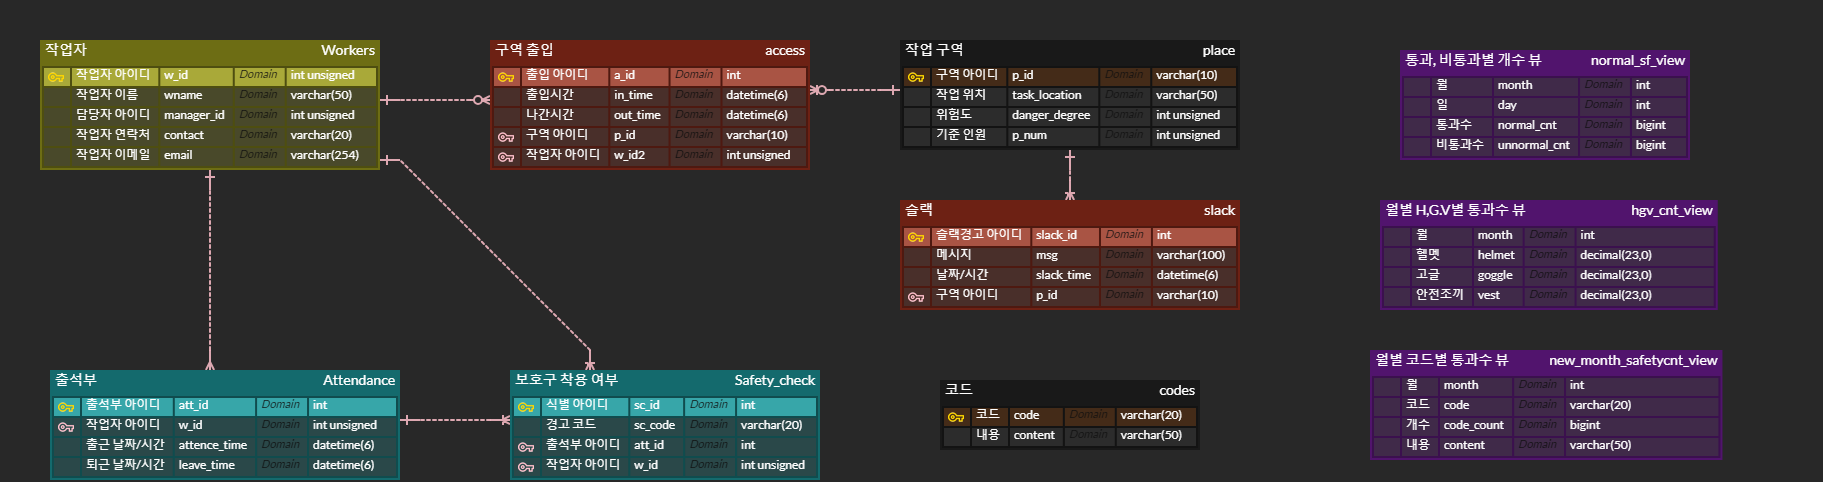 작업자 Workers
작업자 아이디 w_id Domain int unsigned
작업자 이름 wname Domain varchar(50)
담당자 아이디 manager_id Domain int unsigned
작업자 연락처 contact Domain varchar(20)
작업자 이메일 email Domain varchar(254)
구역 출입 access
출입 아이디 a_id Domain int
출입시간 in_time Domain datetime(6)
나간시간 out_time Domain datetime(6)
구역 아이디 p_id Domain varchar(10)
작업자 아이디 w_id2 Domain int unsigned
작업 구역 place
구역 아이디 p_id Domain varchar(10)
작업 위치 task_location Domain varchar(50)
위험도 danger_degree Domain int unsigned
기준 인원 p_num Domain int unsigned
통과, 비통과별 개수 뷰 normal_sf_view
월 month Domain int
일 day Domain int
통과수 normal_cnt Domain bigint
비통과수 unnormal_cnt Domain bigint
슬랙 slack
슬랙경고 아이디 slack_id Domain int
메시지 msg Domain varchar(100)
날짜/시간 slack_time Domain datetime(6)
구역 아이디 p_id Domain varchar(10)
월별 H,G.V별 통과수 뷰 hgv_cnt_view
월 month Domain int
헬멧 helmet Domain decimal(23,0)
고글 goggle Domain decimal(23,0)
안전조끼 vest Domain decimal(23,0)
출석부 Attendance
출석부 아이디 att_id Domain int
작업자 아이디 w_id Domain int unsigned
출근 날짜/시간 attence_time Domain datetime(6)
퇴근 날짜/시간 leave_time Domain datetime(6)
보호구 착용 여부 Safety_check
식별 아이디 sc_id Domain int
경고 코드 sc_code Domain varchar(20)
출석부 아이디 att_id Domain int
작업자 아이디 w_id Domain int unsigned
코드 codes
코드 code Domain varchar(20)
내용 content Domain varchar(50)
월별 코드별 통과수 뷰 new_month_safetycnt_view
월 month Domain int
코드 code Domain varchar(20)
개수 code_count Domain bigint
내용 content Domain varchar(50)